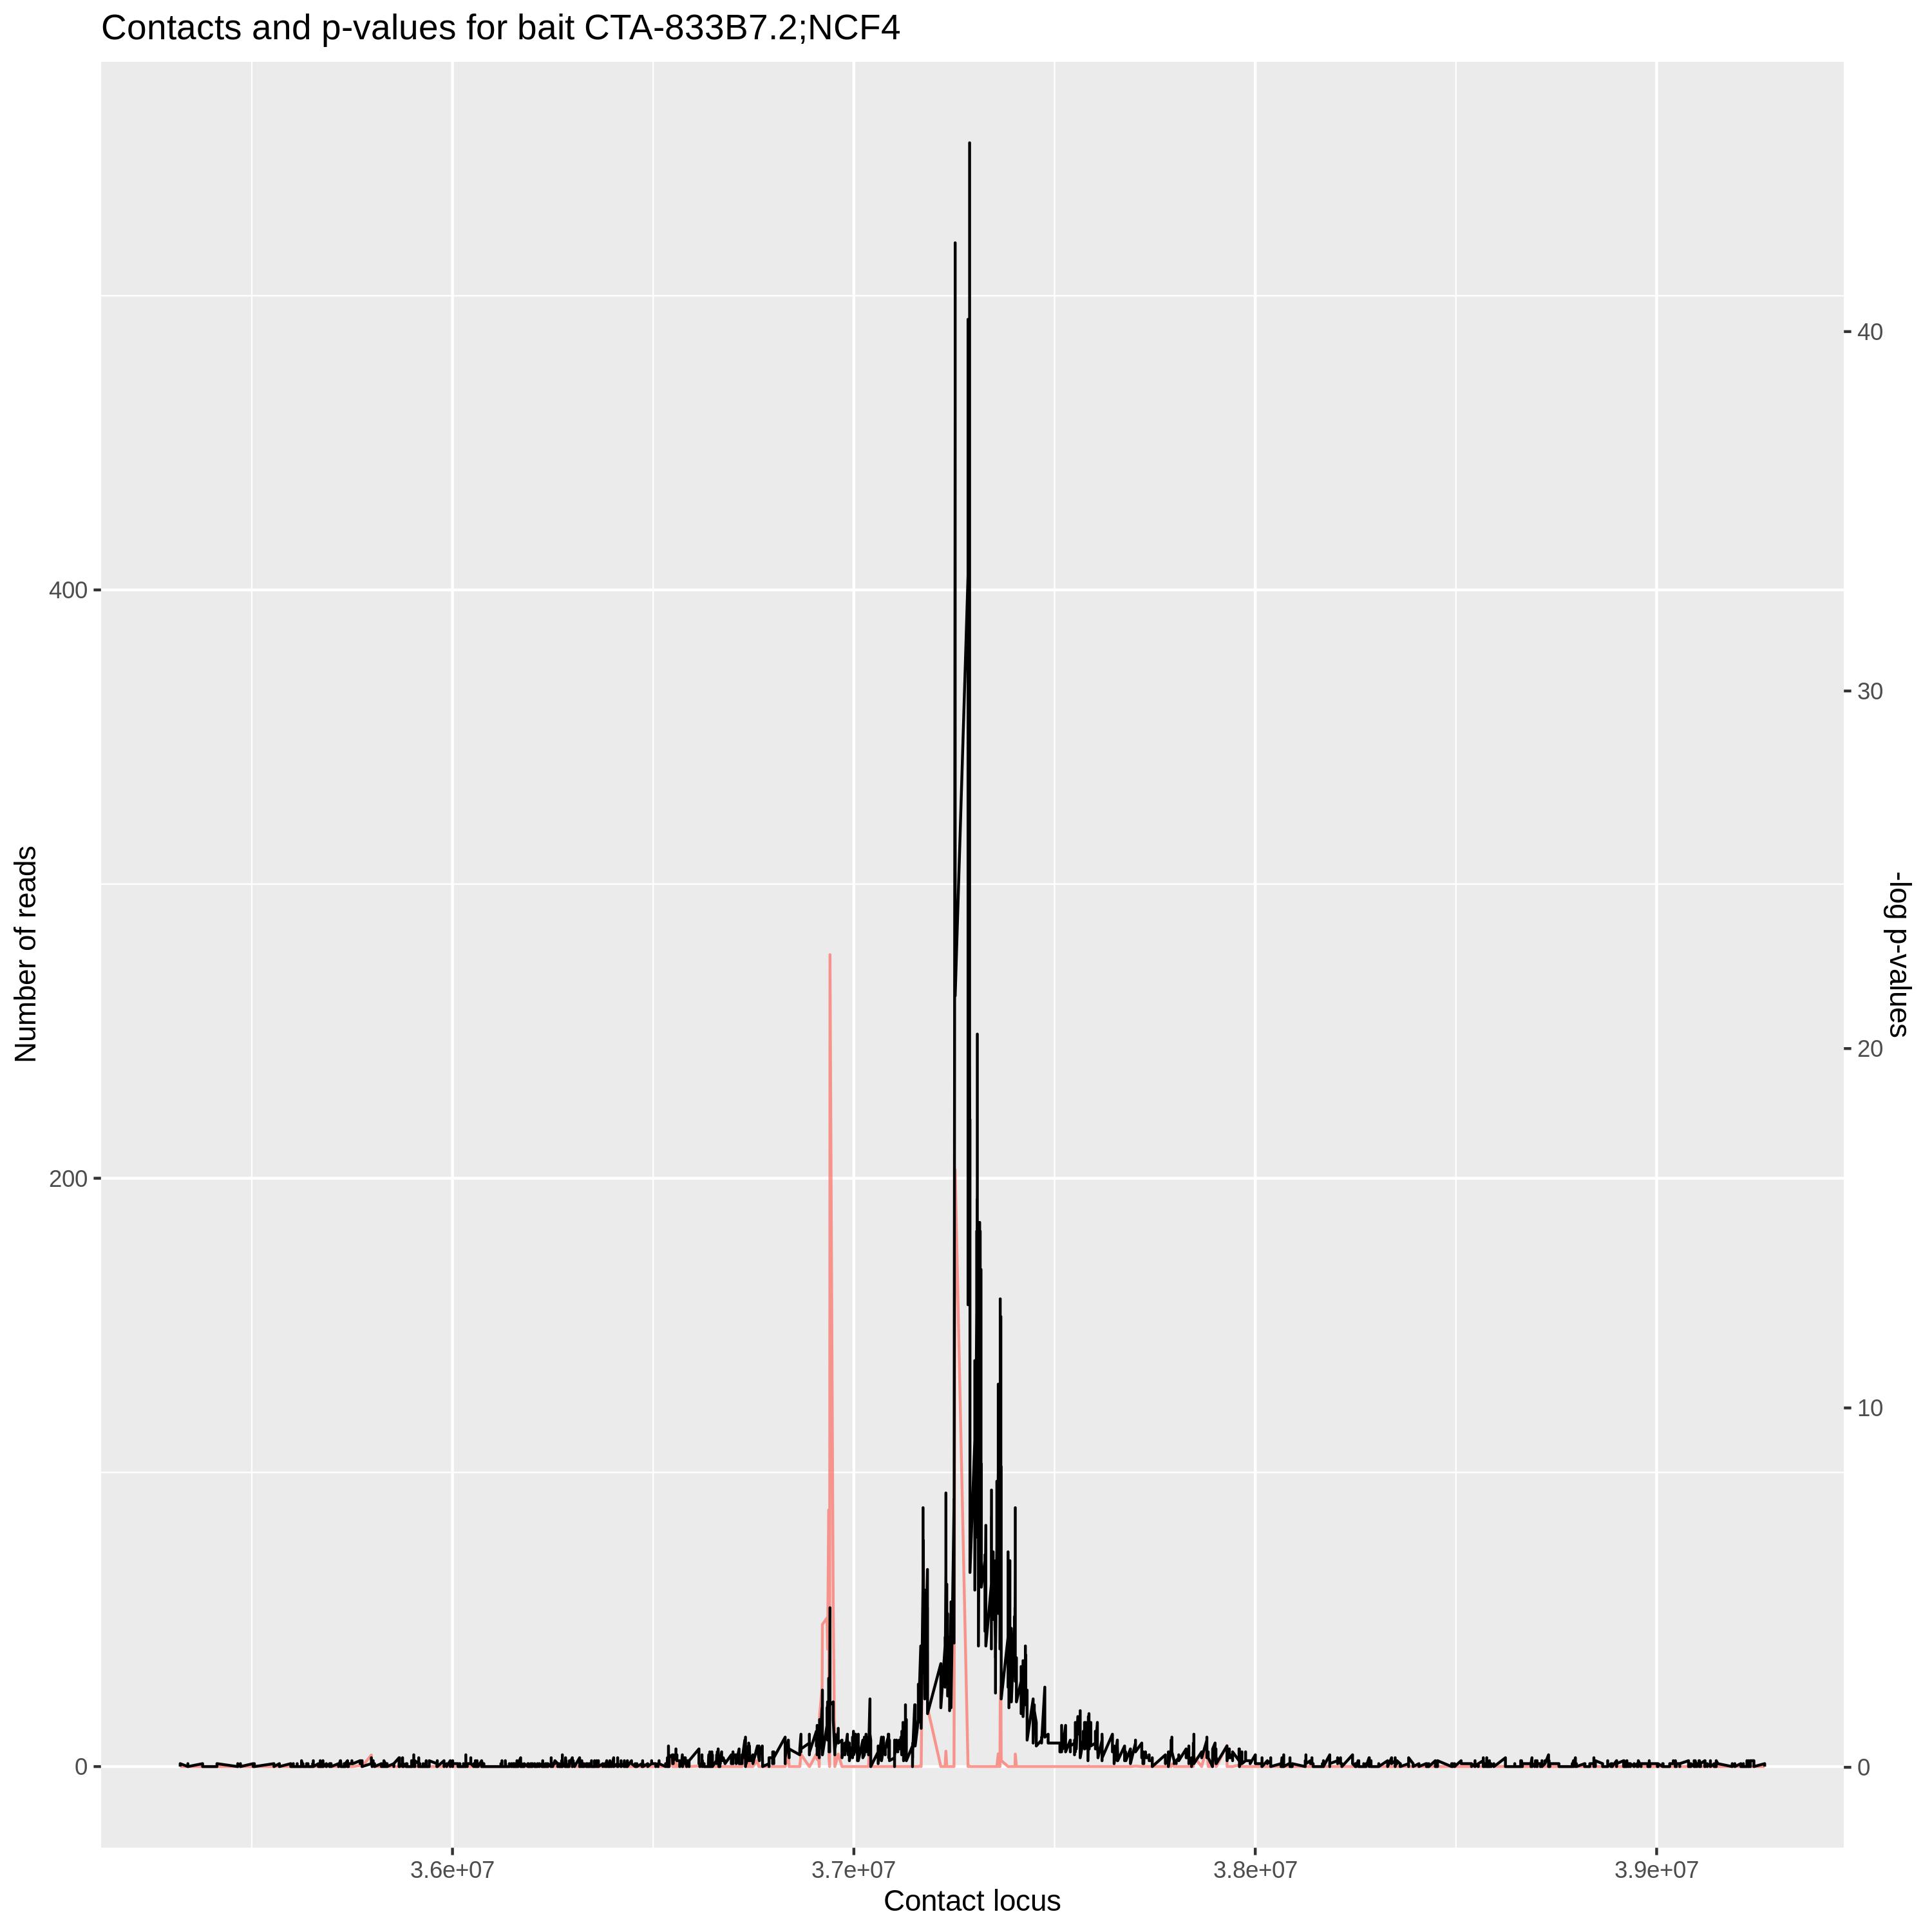 Contacts and p-values for bait CTA-833B7.2;NCF4
Number of reads
400
200
0
40
30
20
10
0
-log p-values
3.6e+07
3.7e+07
3.8e+07
3.9e+07
Contact locus